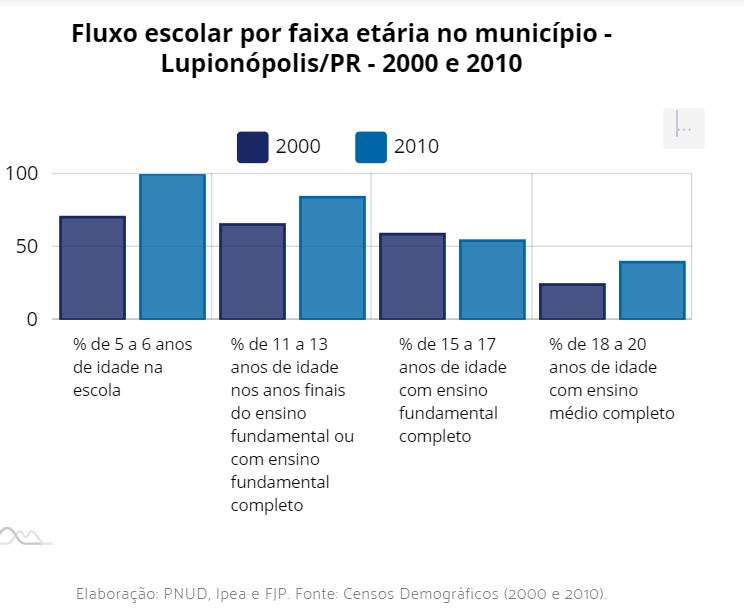 Fluxo escolar por faixa etária no município -
Lupionópolis/PR - 2000 e 2010
2000
2010
100
50
0
% de 5 a 6 anos
de idade na
escola
% de 11 a 13
anos de idade
nos anos finais
do ensino
fundamental ou
com ensino
fundamental
completo
% de 15 a 17
anos de idade
com ensino
fundamental
completo
% de 18 a 20
anos de idade
com ensino
médio completo
Elaboração: PNUD, Ipea e FJP. Fonte: Censos Demográficos (2000 e 2010).